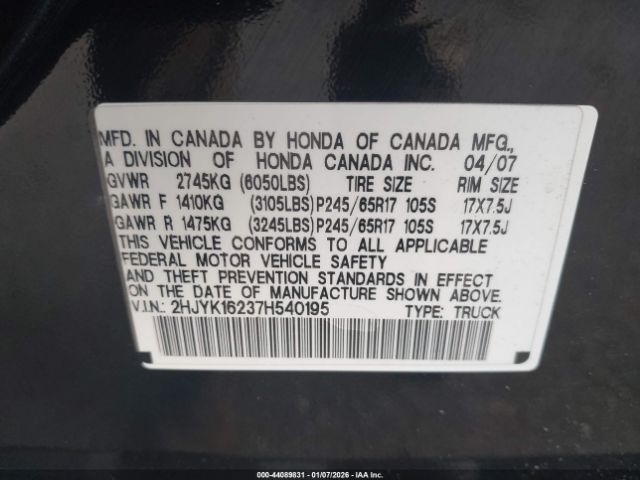 MFD. IN CANADA BY HONDA OF CANADA MFG.,
A DIVISION OF HONDA CANADA INC. 04/07
GVWR 2745KG (6050LBS) TIRE SIZE RIM SIZE
GAWR F 1410KG (3105LBS) P245/65R17 105S 17X7.5J
GAWR R 1475KG (3245LBS) P245/65R17 105S 17X7.5J
THIS VEHICLE CONFORMS TO ALL APPLICABLE
FEDERAL MOTOR VEHICLE SAFETY
AND THEFT PREVENTION STANDARDS IN EFFECT
ON THE DATE OF MANUFACTURE SHOWN ABOVE.
V.I.N.: 2HJYK16237H540195 TYPE: TRUCK
000-44089831 - 01/07/2026 - IAA Inc.